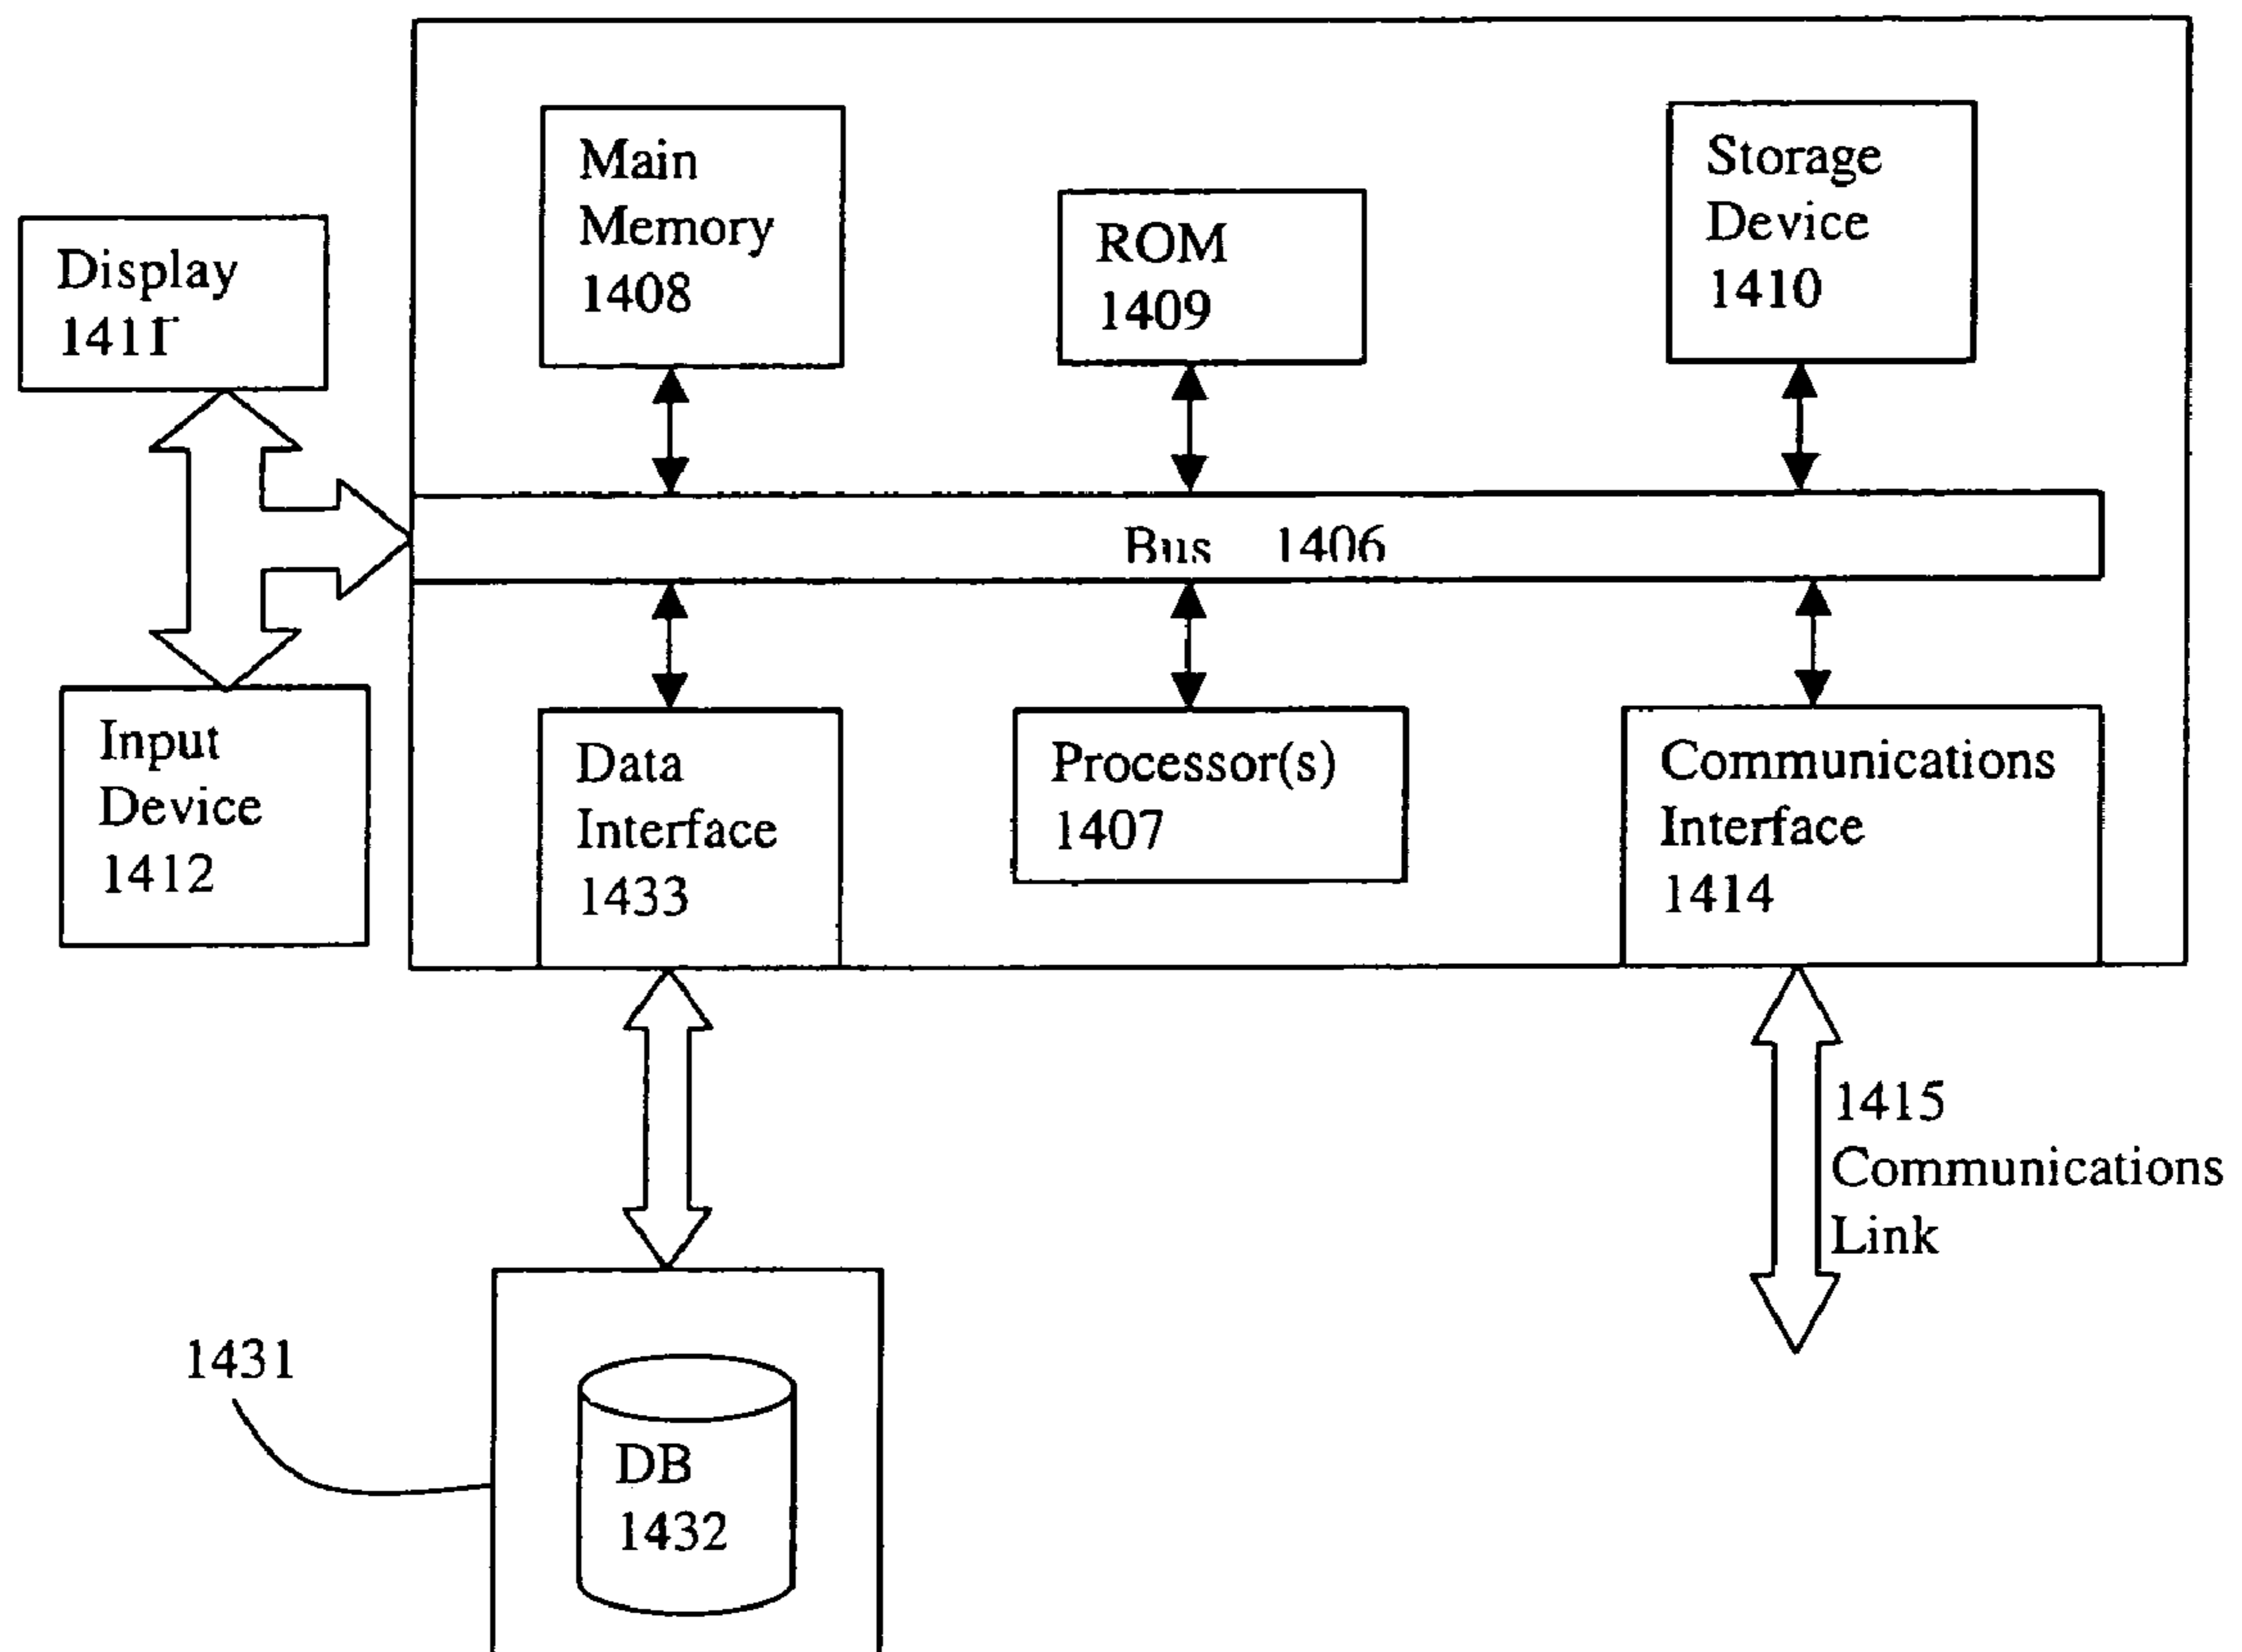 Main
Memory
1408
ROM
1409
Storage
Device
1410
Display
1411
Bus 1406
Input
Device
1412
Data
Interface
1433
Processor(s)
1407
Communications
Interface
1414
1415
Communications
Link
1431
DB
1432